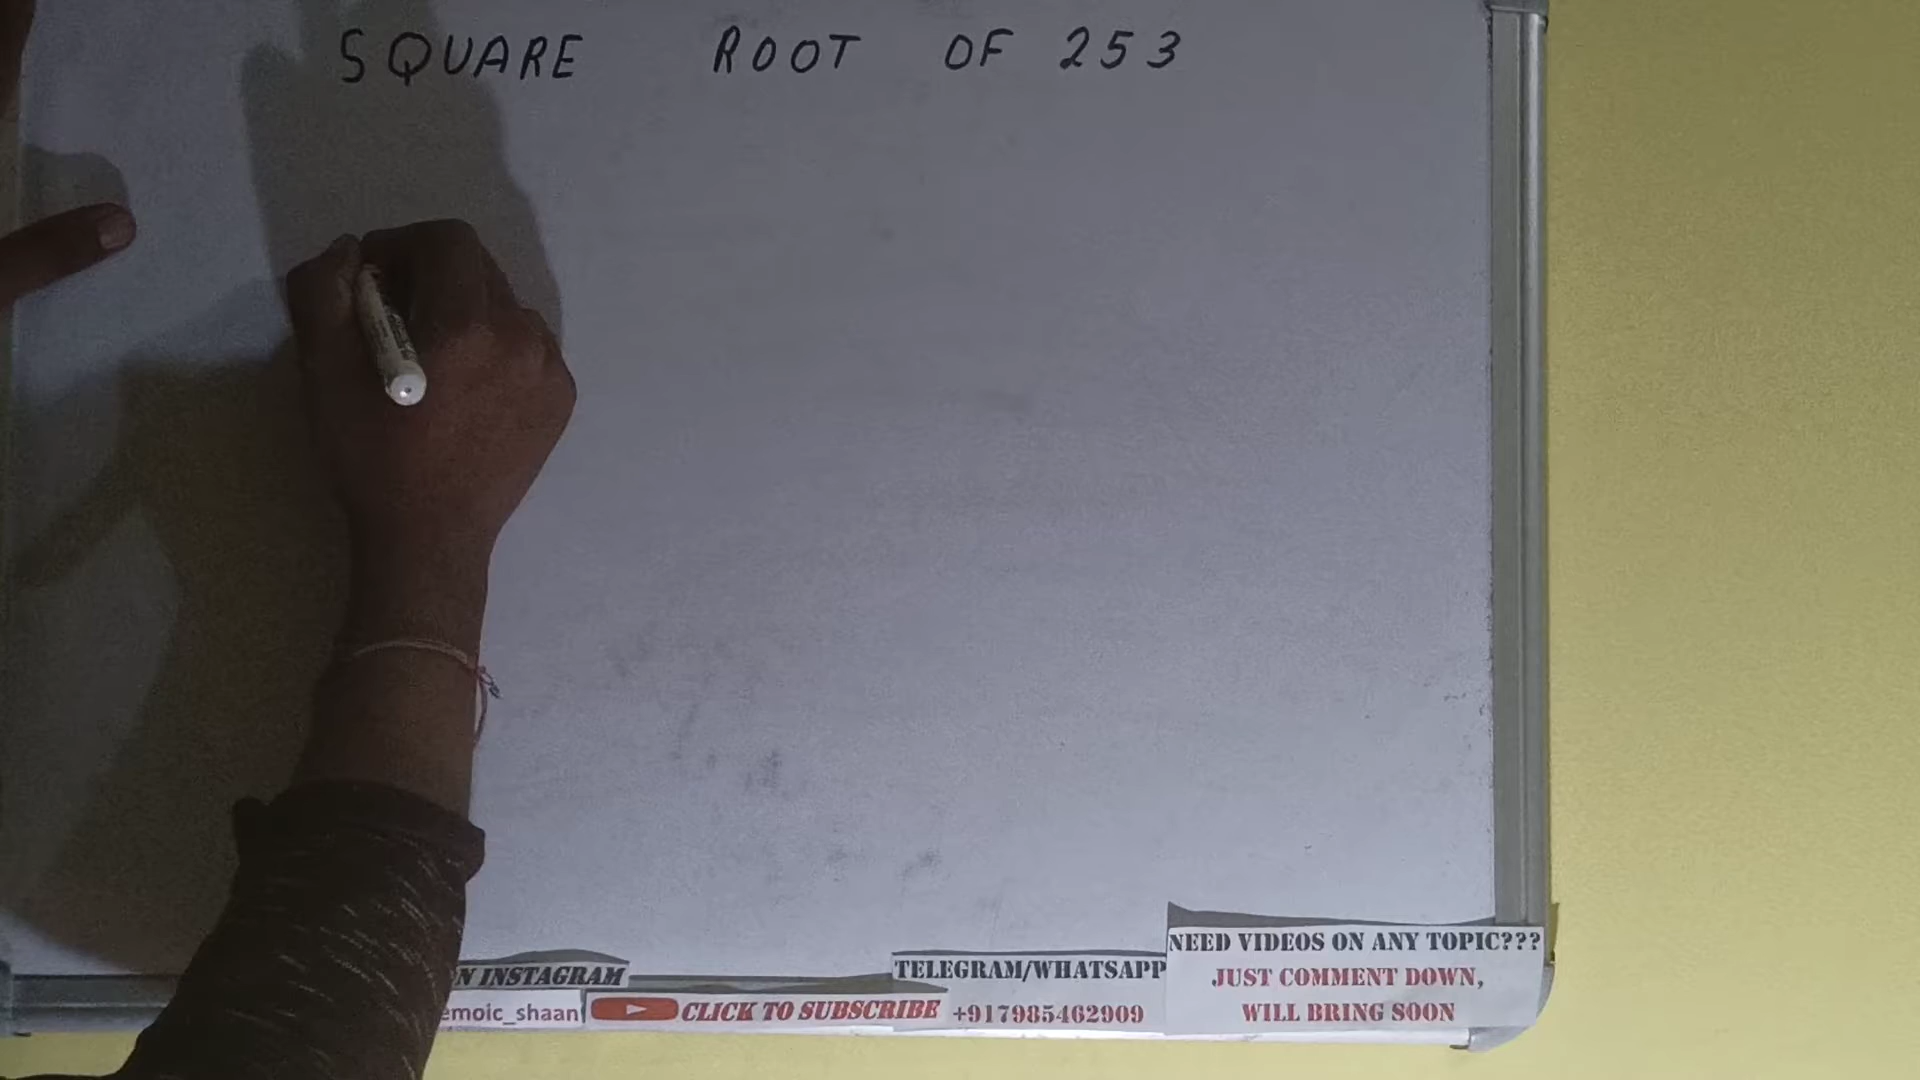 SQUARE ROOT OF 253
N INSTAGRAM
emoic_shaan
CLICK TO SUBSCRIBE
TELEGRAM/WHATSAPP
+917985462909
NEED VIDEOS ON ANY TOPIC???
JUST COMMENT DOWN,
WILL BRING SOON